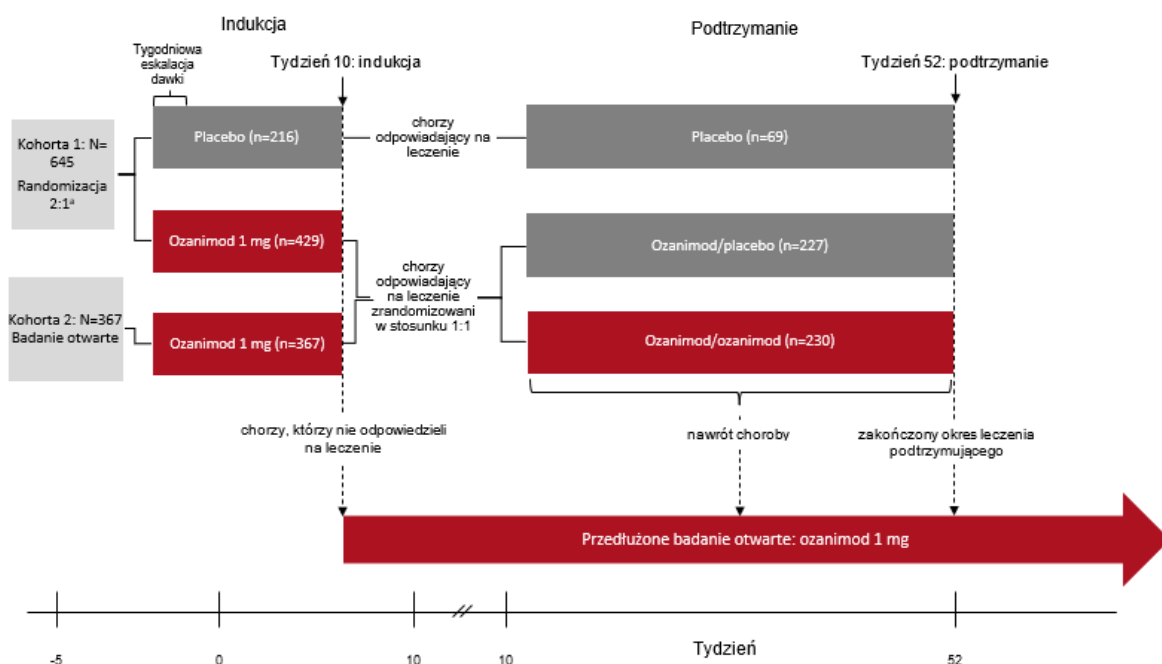 Indukcja
Podtrzymanie
Tygodniowa
eskalacja
dawki
Tydzień 10: indukcja
Tydzień 52: podtrzymanie
Kohorta 1: N=
645
Randomizacja
2:1ᵃ
Placebo (n=216)
chorzy
odpowiadający na
leczenie
Placebo (n=69)
Ozanimod 1 mg (n=429)
Ozanimod/placebo (n=227)
chorzy
odpowiadający
na leczenie
zrandomizowani
w stosunku 1:1
Kohorta 2: N=367
Badanie otwarte
Ozanimod 1 mg (n=367)
Ozanimod/ozanimod (n=230)
chorzy, którzy nie odpowiedzieli
na leczenie
nawrót choroby
zakończony okres leczenia
podtrzymującego
Przedłużone badanie otwarte: ozanimod 1 mg
-5
0
10
10
Tydzień
52